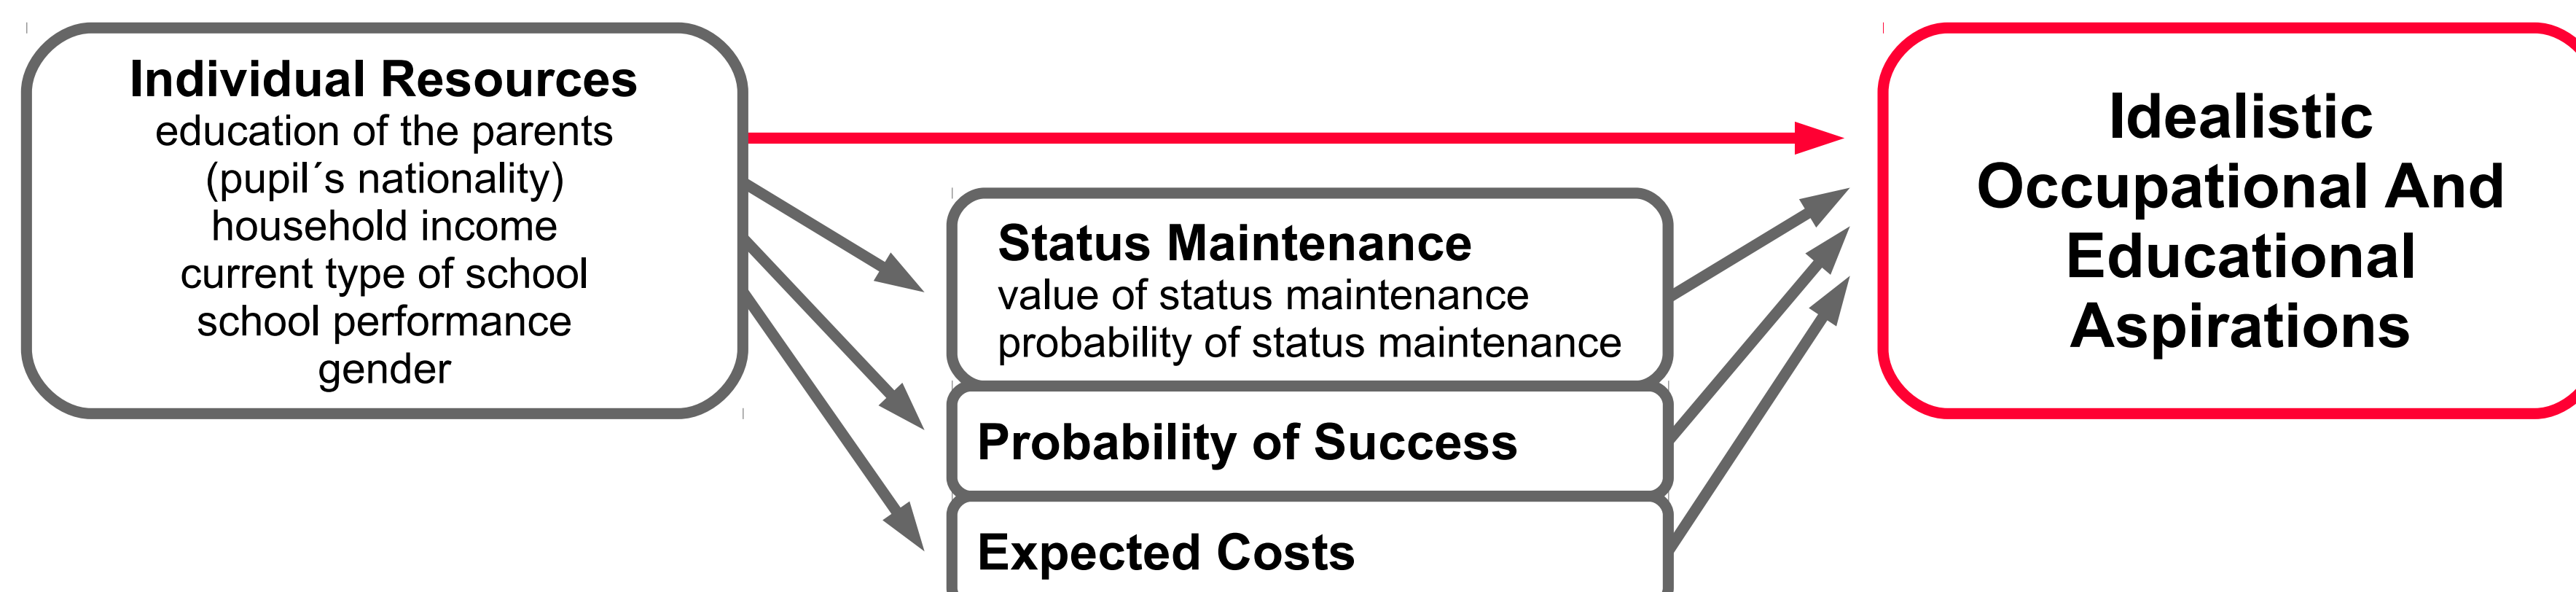 Individual Resources
education of the parents
(pupil´s nationality)
household income
current type of school
school performance
gender
Status Maintenance
value of status maintenance
probability of status maintenance
Probability of Success
Expected Costs
Idealistic
Occupational And
Educational
Aspirations